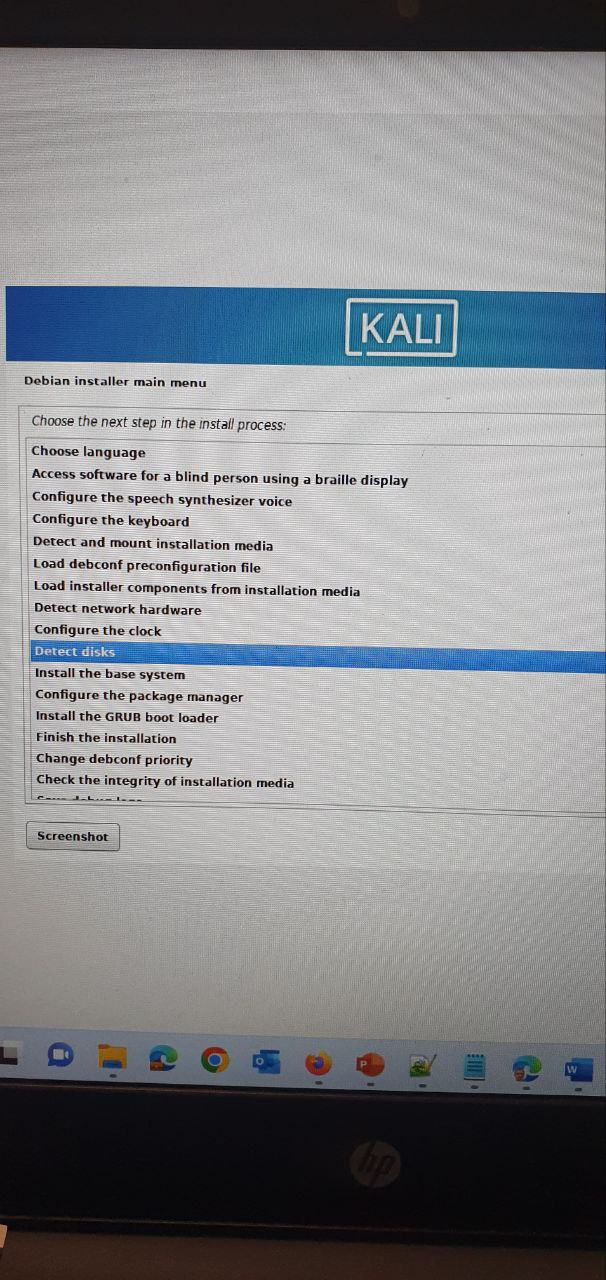 KALI
Debian installer main menu
Choose the next step in the install process:
Choose language
Access software for a blind person using a braille display
Configure the speech synthesizer voice
Configure the keyboard
Detect and mount installation media
Load debconf preconfiguration file
Load installer components from installation media
Detect network hardware
Configure the clock
Detect disks
Install the base system
Configure the package manager
Install the GRUB boot loader
Finish the installation
Change debconf priority
Check the integrity of installation media
Screenshot
hp